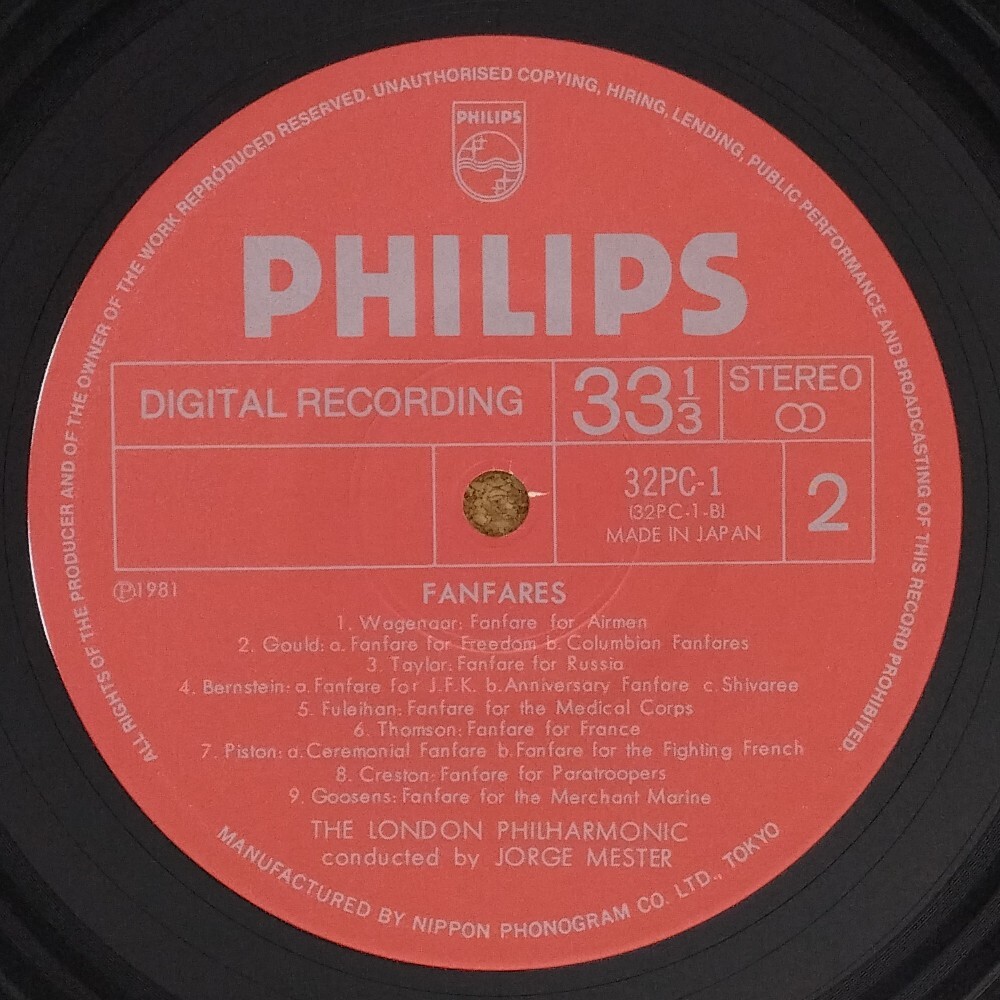 ALL RIGHTS OF THE PRODUCER AND OF THE OWNER OF THE WORK REPRODUCED RESERVED. UNAUTHORISED COPYING, HIRING, LENDING, PUBLIC PERFORMANCE AND BROADCASTING OF THIS RECORD PROHIBITED.
PHILIPS
PHILIPS
DIGITAL RECORDING
33 1/3
STEREO
32PC-1
(32PC-1-B)
MADE IN JAPAN
2
Ⓟ1981
FANFARES
1. Wagenaar: Fanfare for Airmen
2. Gould: a. Fanfare for Freedom b. Columbian Fanfares
3. Taylor: Fanfare for Russia
4. Bernstein: a. Fanfare for J.F.K. b. Anniversary Fanfare c. Shivaree
5. Fuleihan: Fanfare for the Medical Corps
6. Thomson: Fanfare for France
7. Piston: a. Ceremonial Fanfare b. Fanfare for the Fighting French
8. Creston: Fanfare for Paratroopers
9. Goosens: Fanfare for the Merchant Marine
THE LONDON PHILHARMONIC
conducted by JORGE MESTER
MANUFACTURED BY NIPPON PHONOGRAM CO. LTD., TOKYO